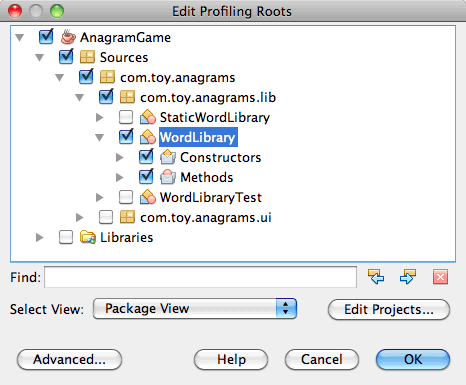 Edit Profiling Roots
AnagramGame
Sources
com.toy.anagrams
com.toy.anagrams.lib
StaticWordLibrary
WordLibrary
Constructors
Methods
WordLibraryTest
com.toy.anagrams.ui
Libraries
Find:
Select View: Package View Edit Projects...
Advanced... Help Cancel OK